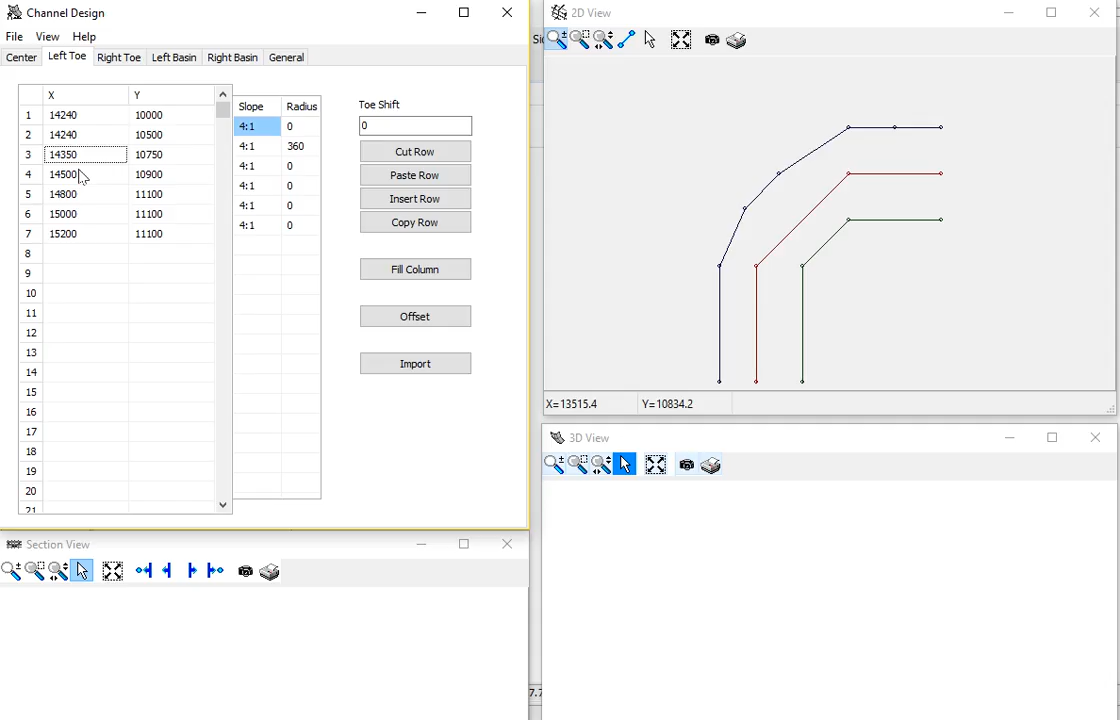 Channel Design
File View Help
Center Left Toe Right Toe Left Basin Right Basin General
X Y
1 14240 10000
2 14240 10500
3 14350 10750
4 14500 10900
5 14800 11100
6 15000 11100
7 15200 11100
8
9
10
11
12
13
14
15
16
17
18
19
20
21
Slope Radius
4:1 0
4:1 360
4:1 0
4:1 0
4:1 0
4:1 0
Toe Shift
0
Cut Row
Paste Row
Insert Row
Copy Row
Fill Column
Offset
Import
2D View
X=13515.4 Y=10834.2
3D View
Section View